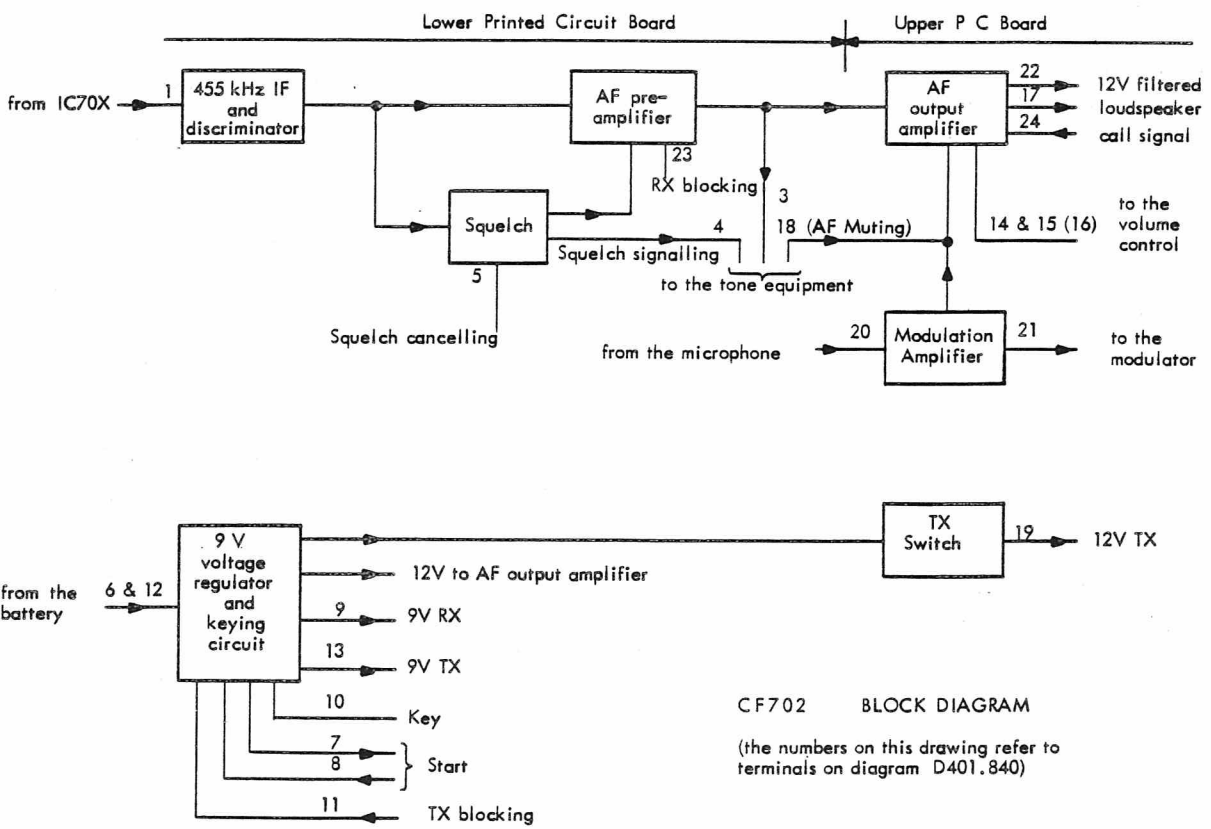 Lower Printed Circuit Board
Upper P C Board
from IC70X
1
455 kHz IF
and
discriminator
AF pre-
amplifier
23
RX blocking
3
AF
output
amplifier
22
12V filtered
17
loudspeaker
24
call signal
Squelch
5
Squelch cancelling
4
Squelch signalling
18 (AF Muting)
to the tone equipment
14 & 15 (16)
to the
volume
control
from the microphone
20
Modulation
Amplifier
21
to the
modulator
from the
battery
6 & 12
9 V
voltage
regulator
and
keying
circuit
TX
Switch
19
12V TX
12V to AF output amplifier
9
9V RX
13
9V TX
10
Key
7
8
Start
11
TX blocking
CF702 BLOCK DIAGRAM
(the numbers on this drawing refer to
terminals on diagram D401.840)